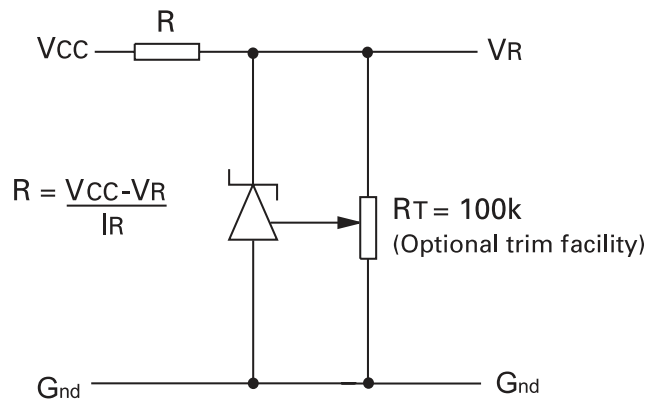 R
VCC
VR
R = VCC-VR
IR
RT = 100k
(Optional trim facility)
Gnd
Gnd